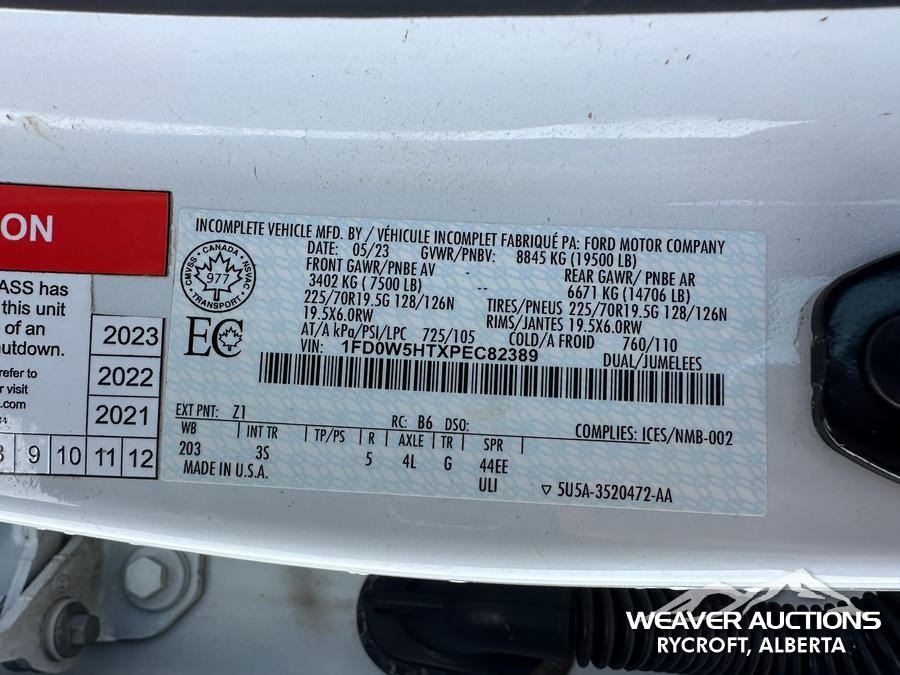 ON
ASS has
this unit
of an
utdown.
refer to
r visit
.com
2023
2022
2021
9 10 11 12
INCOMPLETE VEHICLE MFD. BY / VÉHICULE INCOMPLET FABRIQUÉ PA: FORD MOTOR COMPANY
DATE: 05/23 GVWR/PNBV: 8845 KG (19500 LB)
FRONT GAWR/PNBE AV -- REAR GAWR/ PNBE AR
3402 KG ( 7500 LB) 6671 KG (14706 LB)
225/70R19.5G 128/126N TIRES/PNEUS 225/70R19.5G 128/126N
19.5X6.0RW -- RIMS/JANTES 19.5X6.0RW
AT/A kPa/PSI/LPC 725/105 COLD/A FROID 760/110
VIN: 1FD0W5HTXPEC82389 DUAL/JUMELEES
CMVSS · CANADA · NSVAC
977
TRANSPORT
EC
EXT PNT: Z1 RC: B6 DSO: COMPLIES: ICES/NMB-002
WB INT TR TP/PS R AXLE TR SPR
203 3S 5 4L G 44EE
MADE IN U.S.A. ULI ▽ 5U5A-3520472-AA
WEAVER AUCTIONS
RYCROFT, ALBERTA